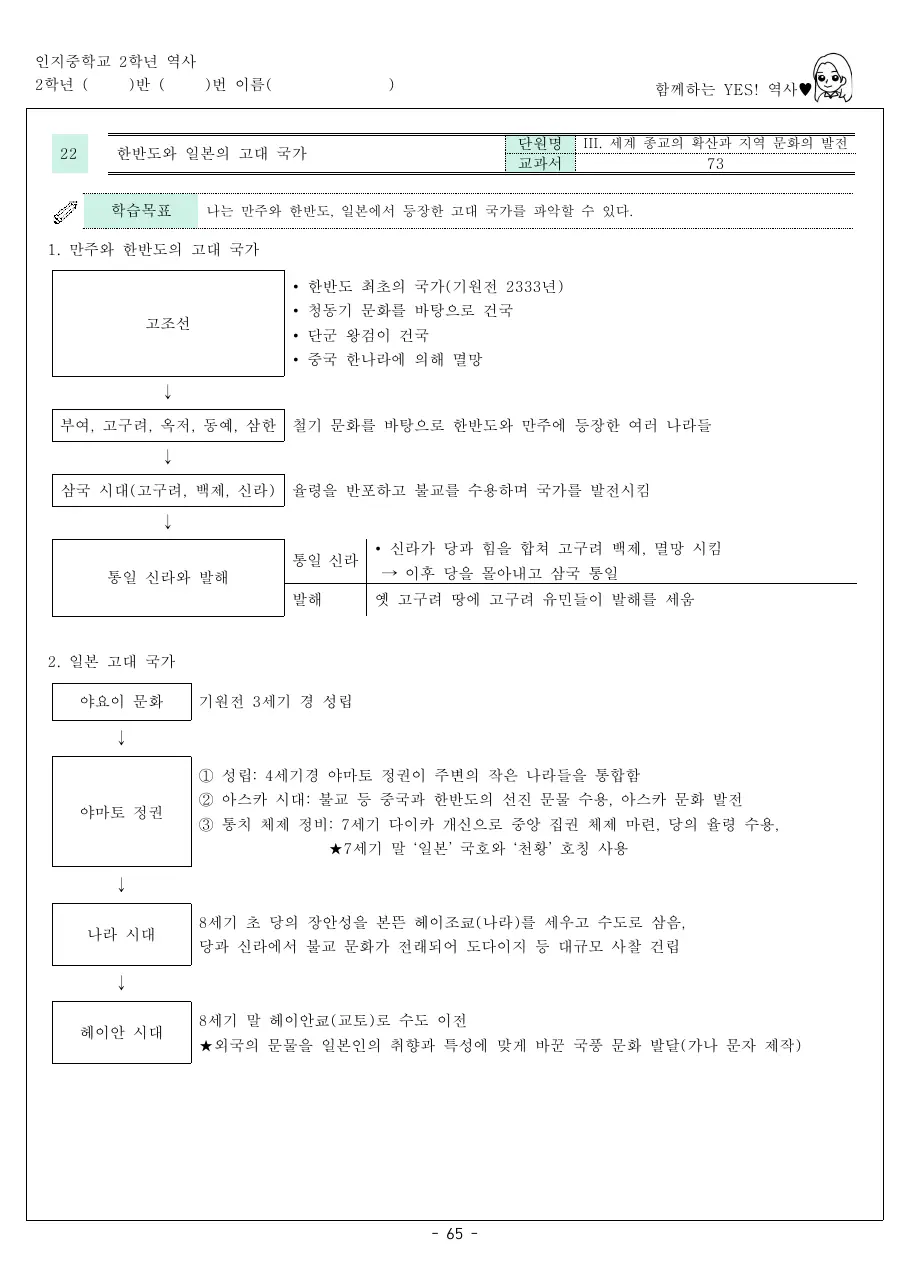 인지중학교 2학년 역사
2학년 (    )반 (    )번 이름(            )
함께하는 YES! 역사♥
22
한반도와 일본의 고대 국가
단원명
III. 세계 종교의 확산과 지역 문화의 발전
교과서
73
학습목표
나는 만주와 한반도, 일본에서 등장한 고대 국가를 파악할 수 있다.
1. 만주와 한반도의 고대 국가
고조선
• 한반도 최초의 국가(기원전 2333년)
• 청동기 문화를 바탕으로 건국
• 단군 왕검이 건국
• 중국 한나라에 의해 멸망
↓
부여, 고구려, 옥저, 동예, 삼한
철기 문화를 바탕으로 한반도와 만주에 등장한 여러 나라들
↓
삼국 시대(고구려, 백제, 신라)
율령을 반포하고 불교를 수용하며 국가를 발전시킴
↓
통일 신라와 발해
통일 신라
• 신라가 당과 힘을 합쳐 고구려 백제, 멸망 시킴
→ 이후 당을 몰아내고 삼국 통일
발해
옛 고구려 땅에 고구려 유민들이 발해를 세움
2. 일본 고대 국가
야요이 문화
기원전 3세기 경 성립
↓
야마토 정권
① 성립: 4세기경 야마토 정권이 주변의 작은 나라들을 통합함
② 아스카 시대: 불교 등 중국과 한반도의 선진 문물 수용, 아스카 문화 발전
③ 통치 체제 정비: 7세기 다이카 개신으로 중앙 집권 체제 마련, 당의 율령 수용,
★7세기 말 ‘일본’ 국호와 ‘천황’ 호칭 사용
↓
나라 시대
8세기 초 당의 장안성을 본뜬 헤이조쿄(나라)를 세우고 수도로 삼음,
당과 신라에서 불교 문화가 전래되어 도다이지 등 대규모 사찰 건립
↓
헤이안 시대
8세기 말 헤이안쿄(교토)로 수도 이전
★외국의 문물을 일본인의 취향과 특성에 맞게 바꾼 국풍 문화 발달(가나 문자 제작)
- 65 -